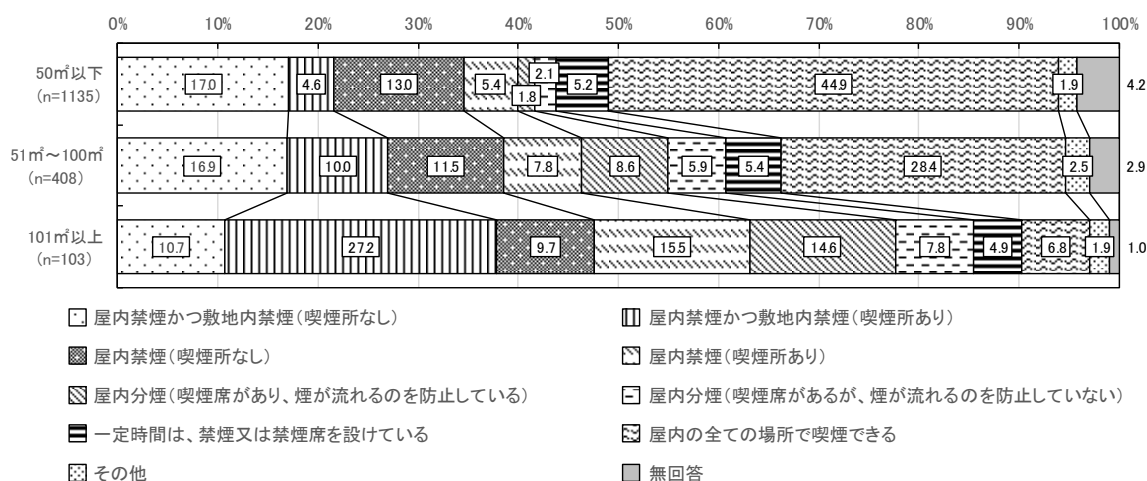 0% 10% 20% 30% 40% 50% 60% 70% 80% 90% 100%
50㎡以下
(n=1135)
17.0 4.6 13.0 5.4 1.8 2.1 5.2 44.9 1.9 4.2
51㎡～100㎡
(n=408)
16.9 10.0 11.5 7.8 8.6 5.9 5.4 28.4 2.5 2.9
101㎡以上
(n=103)
10.7 27.2 9.7 15.5 14.6 7.8 4.9 6.8 1.9 1.0
屋内禁煙かつ敷地内禁煙(喫煙所なし)
屋内禁煙かつ敷地内禁煙(喫煙所あり)
屋内禁煙(喫煙所なし)
屋内禁煙(喫煙所あり)
屋内分煙(喫煙席があり、煙が流れるのを防止している)
屋内分煙(喫煙席があるが、煙が流れるのを防止していない)
一定時間は、禁煙又は禁煙席を設けている
屋内の全ての場所で喫煙できる
その他
無回答